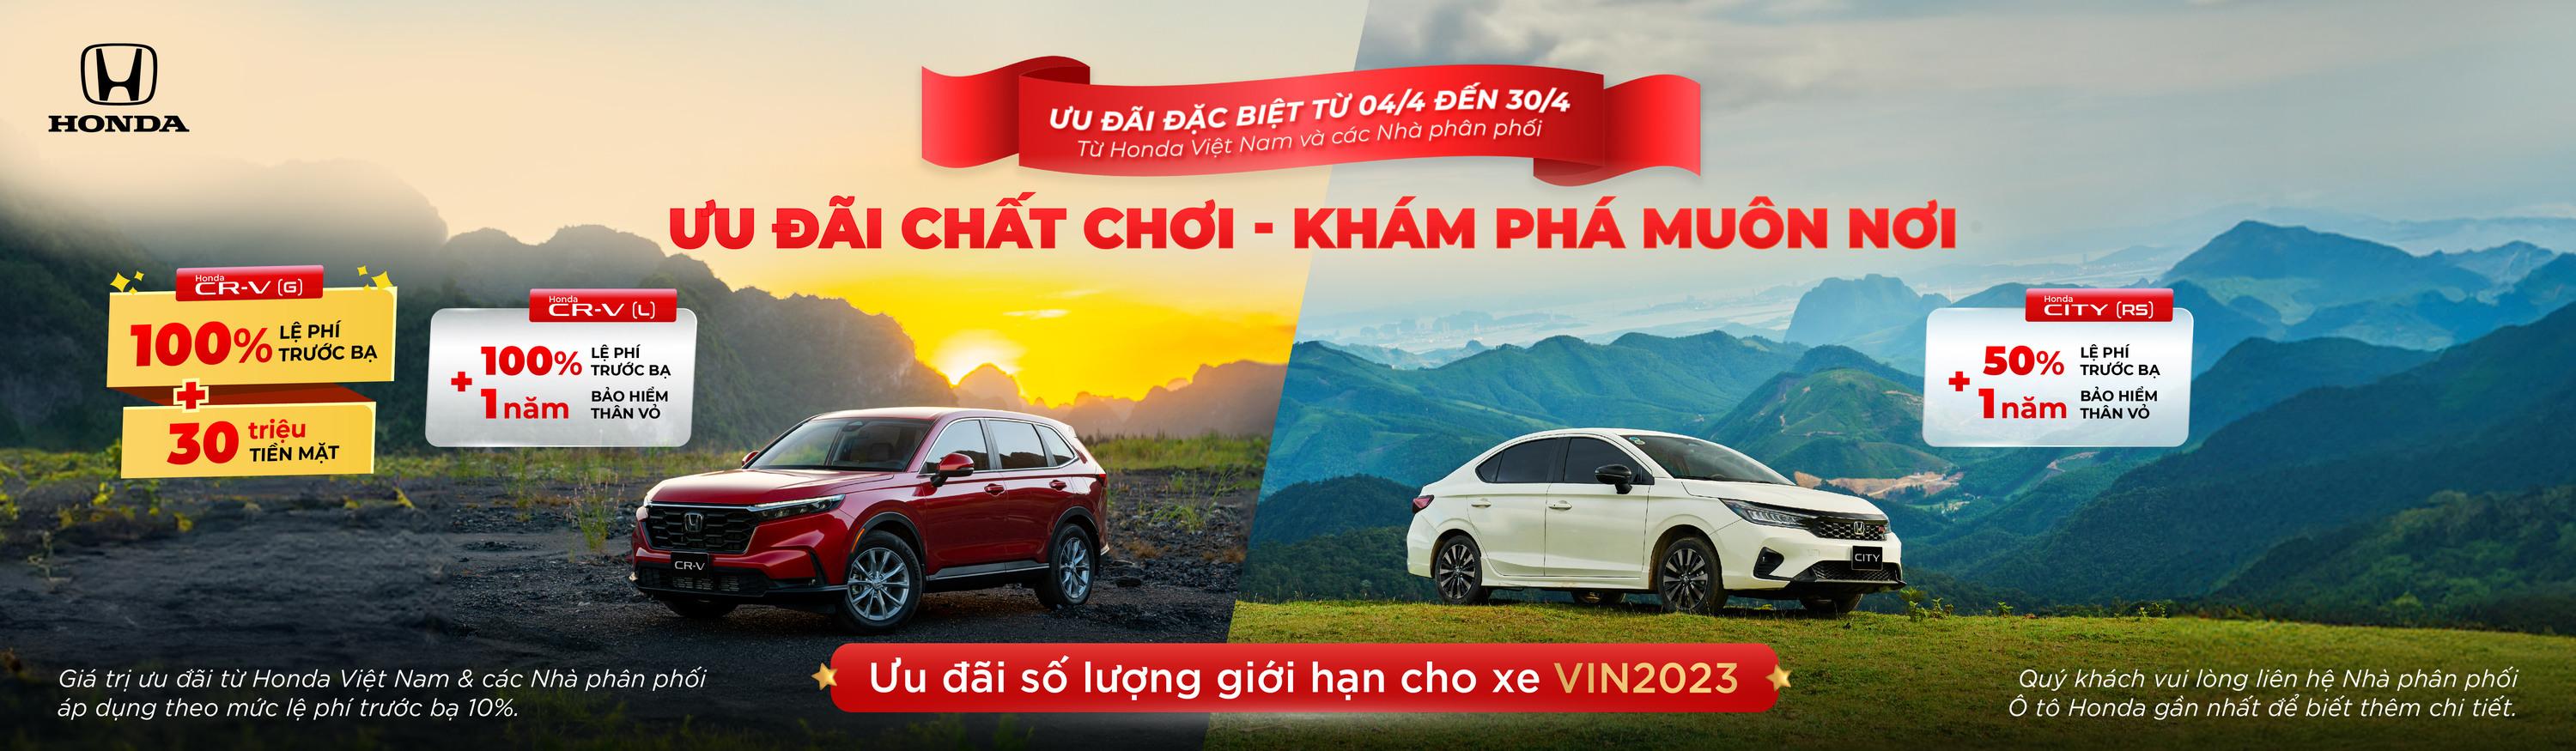 HONDA
ƯU ĐÃI ĐẶC BIỆT TỪ 04/4 ĐẾN 30/4
Từ Honda Việt Nam và các Nhà phân phối
ƯU ĐÃI CHẤT CHƠI - KHÁM PHÁ MUÔN NƠI
Honda
CR-V (G)
100% LỆ PHÍ
TRƯỚC BẠ
+
30 triệu
TIỀN MẶT
Honda
CR-V (L)
100% LỆ PHÍ
TRƯỚC BẠ
+
1 năm BẢO HIỂM
THÂN VỎ
Honda
CITY (RS)
50% LỆ PHÍ
TRƯỚC BẠ
+
1 năm BẢO HIỂM
THÂN VỎ
CR-V
CITY
Giá trị ưu đãi từ Honda Việt Nam & các Nhà phân phối
áp dụng theo mức lệ phí trước bạ 10%.
Ưu đãi số lượng giới hạn cho xe VIN2023
Quý khách vui lòng liên hệ Nhà phân phối
Ô tô Honda gần nhất để biết thêm chi tiết.